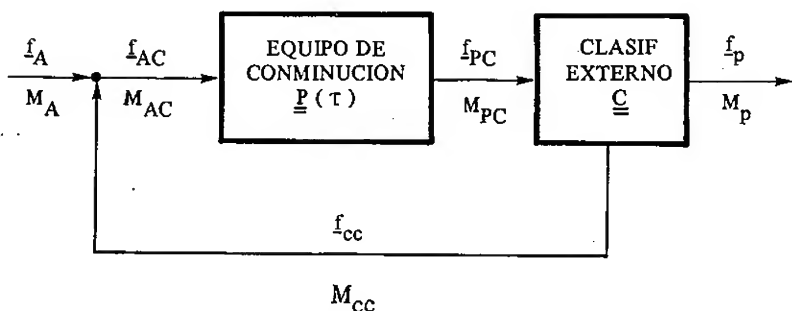 f_A
M_A
f_AC
M_AC
EQUIPO DE
CONMINUCION
P (τ)
f_PC
M_PC
CLASIF
EXTERNO
C
f_p
M_p
f_cc
M_cc